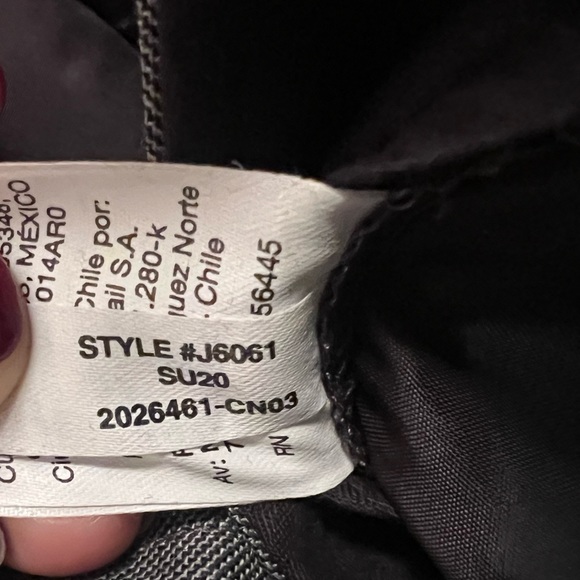 MÉXICO
014AR0
Chile por:
ail S.A.
.280-k
uez Norte
Chile
56445
STYLE #J6061
SU20
2026461-CN03
RN